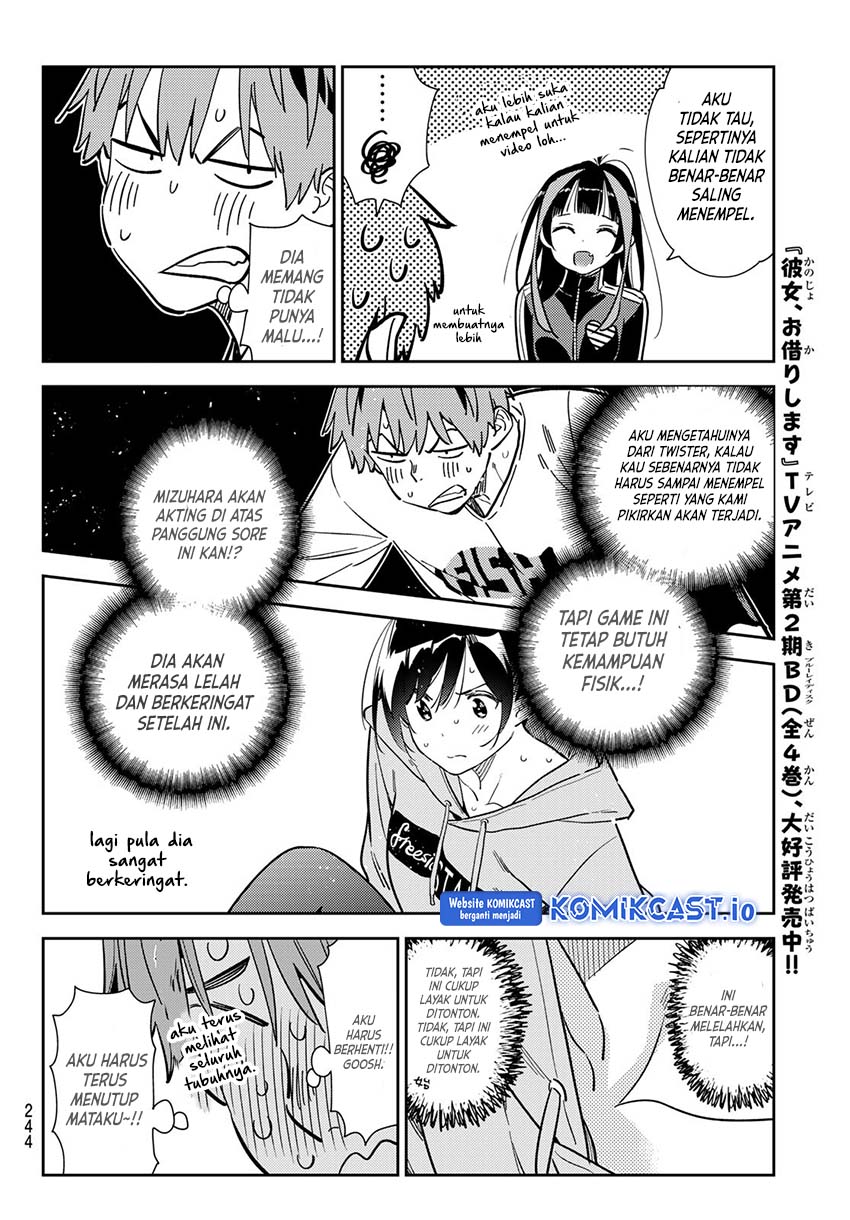 AKU
TIDAK TAU,
SEPERTINYA
KALIAN TIDAK
BENAR-BENAR
SALING
MENEMPEL.
aku lebih suka
kalau kalian
menempel untuk
video loh...
untuk
membuatnya
lebih
DIA
MEMANG
TIDAK
PUNYA
MALU...!
AKU MENGETAHUINYA
DARI TWISTER, KALAU
KAU SEBENARNYA TIDAK
HARUS SAMPAI MENEMPEL
SEPERTI YANG KAMI
PIKIRKAN AKAN TERJADI.
MIZUHARA AKAN
AKTING DI ATAS
PANGGUNG SORE
INI KAN!?
TAPI GAME INI
TETAP BUTUH
KEMAMPUAN
FISIK...!
DIA AKAN
MERASA LELAH
DAN BERKERINGAT
SETELAH INI.
lagi pula dia
sangat
berkeringat.
Website KOMIKCAST
berganti menjadi
KOMIKCAST.io
INI
BENAR-BENAR
MELELAHKAN,
TAPI...!
TIDAK, TAPI
INI CUKUP
LAYAK UNTUK
DITONTON.
TIDAK, TAPI INI
CUKUP LAYAK
UNTUK
DITONTON.
AKU
HARUS
BERHENTI!!
GOOSH.
aku terus
melihat
seluruh
tubuhnya.
AKU HARUS
TERUS
MENUTUP
MATAKU~!!
『彼女、お借りします』TVアニメ第2期BD(全4巻)、大好評発売中!!
244